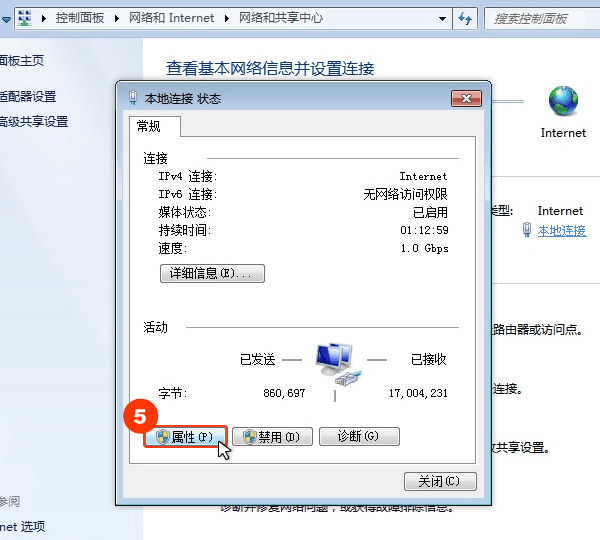 控制面板 网络和 Internet 网络和共享中心 搜索控制面板
面板主页
适配器设置
高级共享设置
查看基本网络信息并设置连接
Internet
类型: Internet
本地连接
路由器或访问点。
连接。
共享设置。
诊断并修复网络问题，或获得故障排除信息。
参阅
net 选项
本地连接 状态
常规
连接
IPv4 连接: Internet
IPv6 连接: 无网络访问权限
媒体状态: 已启用
持续时间: 01:12:59
速度: 1.0 Gbps
详细信息(E)...
活动
已发送 已接收
字节: 860,697 17,004,231
5
属性(P) 禁用(D) 诊断(G)
关闭(C)